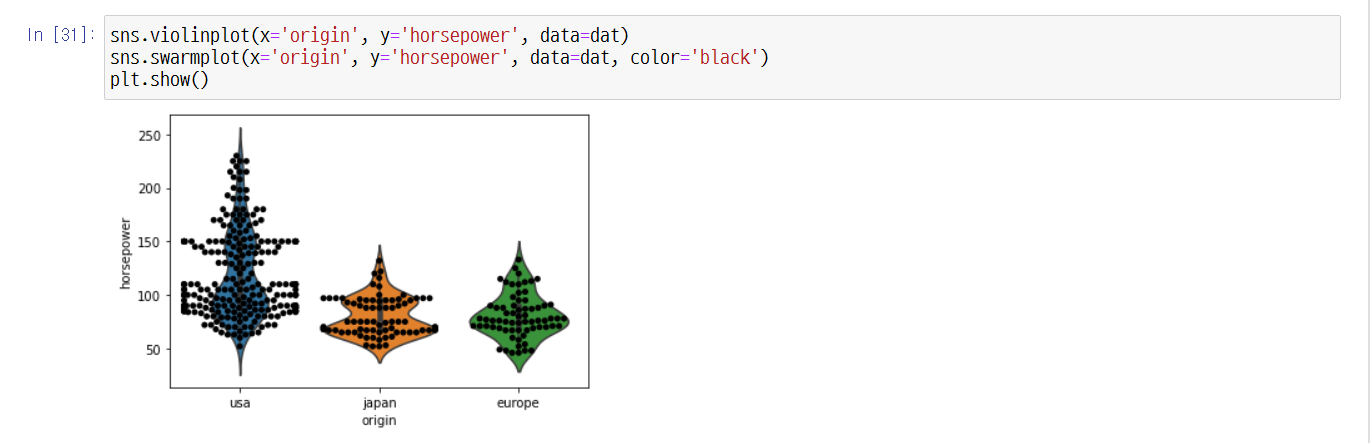 In [31]: sns.violinplot(x='origin', y='horsepower', data=dat)
sns.swarmplot(x='origin', y='horsepower', data=dat, color='black')
plt.show()
250
200
150
100
50
horsepower
usa japan europe
origin